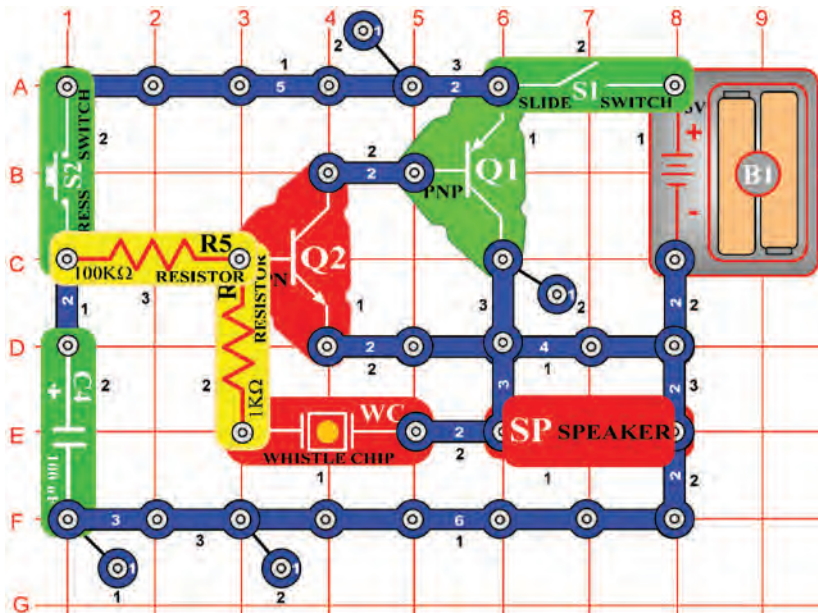 1 2 3 4 5 6 7 8 9
1 2
2
1 3
A 5 2 S1
SLIDE SWITCH
SWITCH 2 1 1 +
2
B S2 2 PNP Q1 B1
-
R5
C 100KΩ RESISTOR Q2
3
2 1 RESISTOR 1 3 1 2 2
2
D 2 4
2 1
+ C4 2 2 3 2 3
1KΩ WC
E 2 SP SPEAKER
WHISTLE CHIP 2
1 1 2 2
F 3 6
3 1
1 1
1 2
G